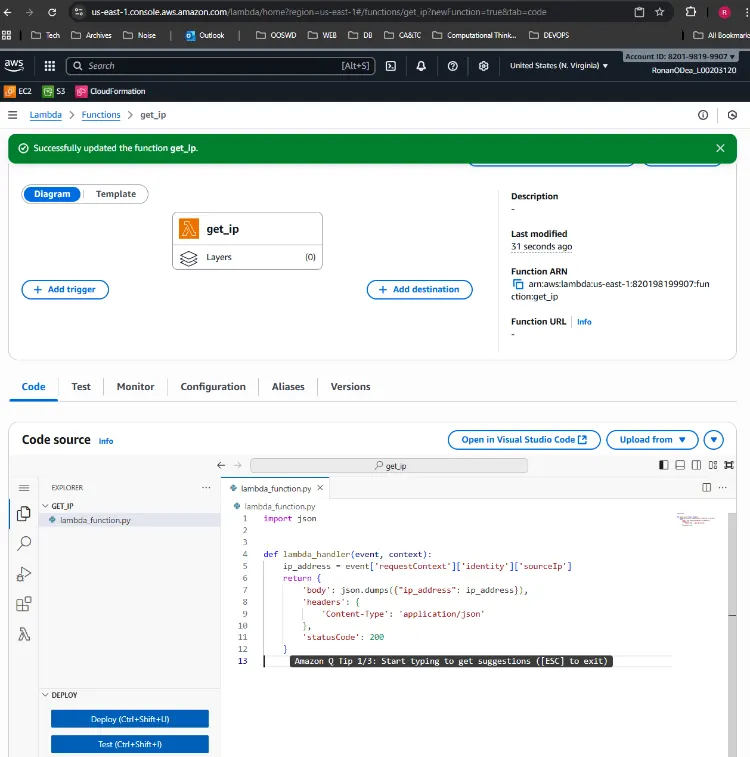 us-east-1.console.aws.amazon.com/lambda/home?region=us-east-1#/functions/get_ip?newFunction=true&tab=code
R
Tech Archives Noise Outlook OOSWD WEB DB CA&TC Computational Think... DEVOPS All Bookmarks
aws Search [Alt+S] United States (N. Virginia) ▼ Account ID: 8201-9819-9907 ▼
RonanODea_L00203120
EC2 S3 CloudFormation
Lambda > Functions > get_ip
Successfully updated the function get_ip.
Diagram Template
get_ip
Layers (0)
+ Add trigger
+ Add destination
Description
-
Last modified
31 seconds ago
Function ARN
arn:aws:lambda:us-east-1:820198199907:fun
ction:get_ip
Function URL Info
-
Code Test Monitor Configuration Aliases Versions
Code source Info
Open in Visual Studio Code
Upload from ▼
get_ip
EXPLORER ...
GET_IP
lambda_function.py
lambda_function.py ×
lambda_function.py
1 import json
2
3
4 def lambda_handler(event, context):
5 ip_address = event['requestContext']['identity']['sourceIp']
6 return {
7 'body': json.dumps({"ip_address": ip_address}),
8 'headers': {
9 'Content-Type': 'application/json'
10 },
11 'statusCode': 200
12 }
13 Amazon Q Tip 1/3: Start typing to get suggestions ([ESC] to exit)
DEPLOY
Deploy (Ctrl+Shift+U)
Test (Ctrl+Shift+I)